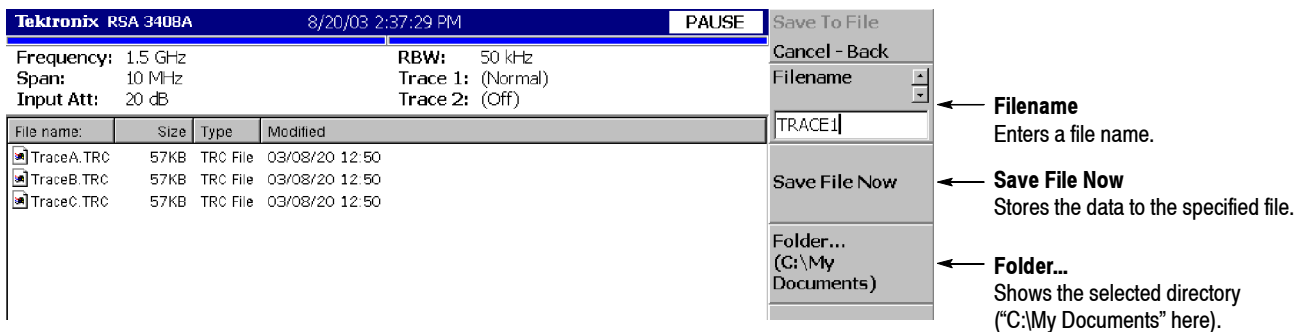 Tektronix RSA 3408A 8/20/03 2:37:29 PM PAUSE
Frequency: 1.5 GHz RBW: 50 kHz
Span: 10 MHz Trace 1: (Normal)
Input Att: 20 dB Trace 2: (Off)
File name: Size Type Modified
TraceA.TRC 57KB TRC File 03/08/20 12:50
TraceB.TRC 57KB TRC File 03/08/20 12:50
TraceC.TRC 57KB TRC File 03/08/20 12:50
Save To File
Cancel - Back
Filename
TRACE1
Save File Now
Folder...
(C:\My
Documents)
Filename
Enters a file name.
Save File Now
Stores the data to the specified file.
Folder...
Shows the selected directory
(“C:\My Documents” here).